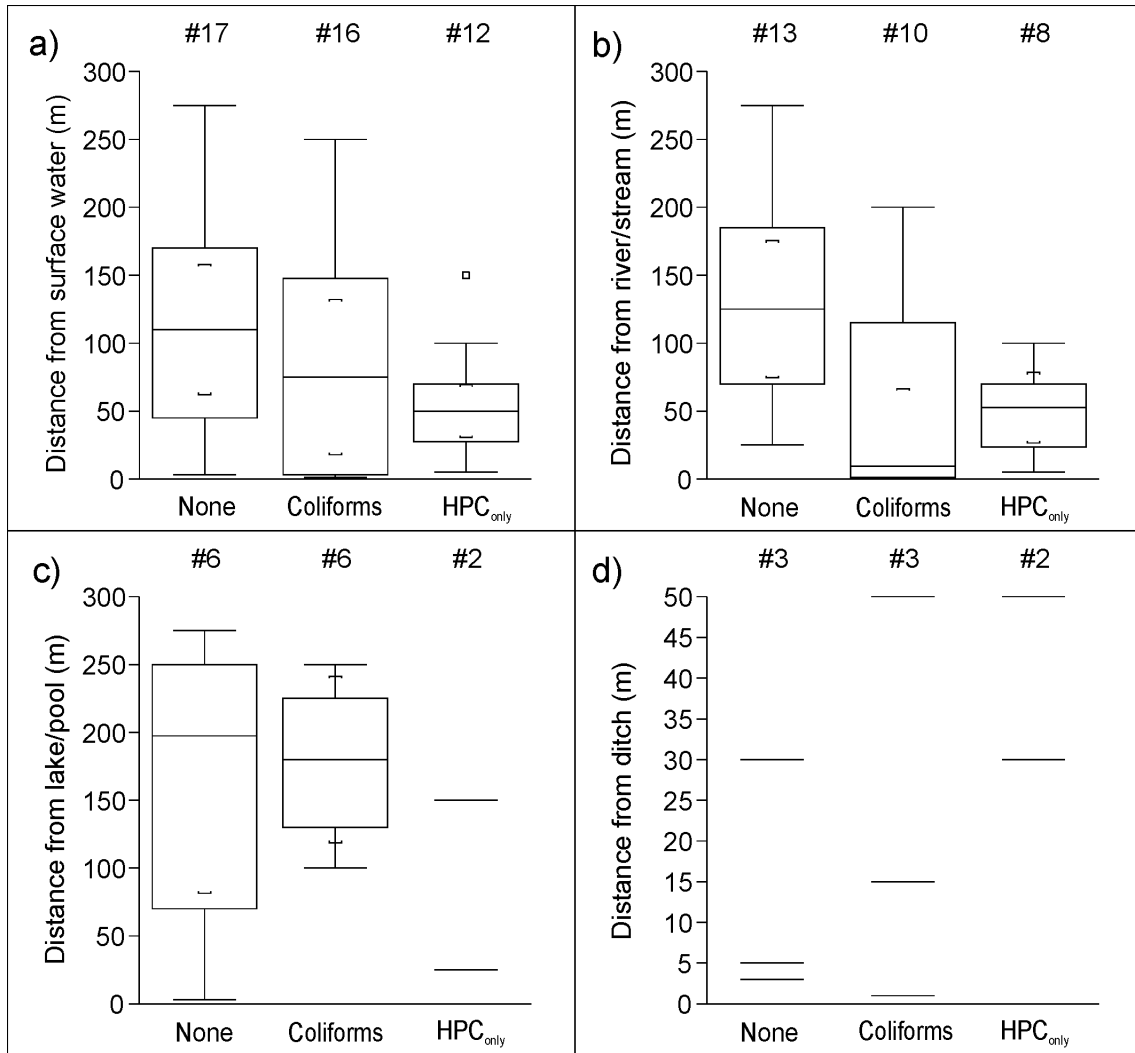 a)
#17 #16 #12
Distance from surface water (m)
300
250
200
150
100
50
0
None Coliforms HPConly
b)
#13 #10 #8
Distance from river/stream (m)
300
250
200
150
100
50
0
None Coliforms HPConly
c)
#6 #6 #2
Distance from lake/pool (m)
300
250
200
150
100
50
0
None Coliforms HPConly
d)
#3 #3 #2
Distance from ditch (m)
50
45
40
35
30
25
20
15
10
5
0
None Coliforms HPConly